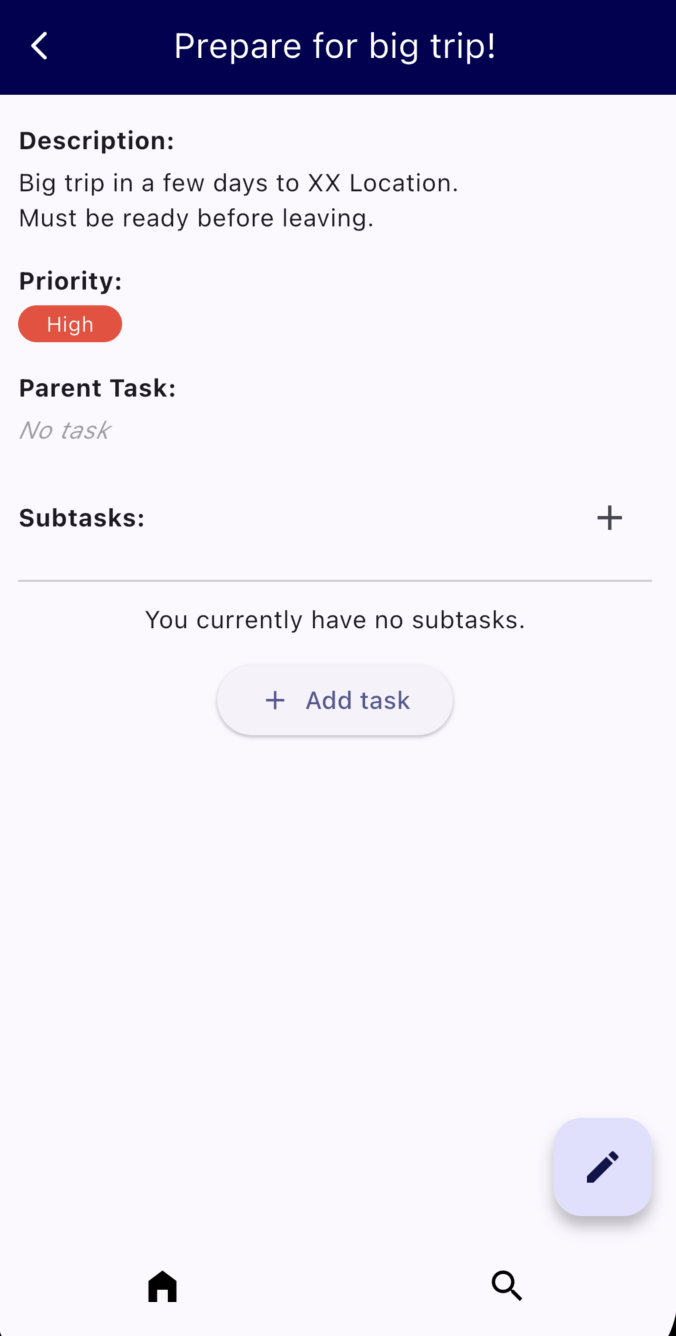 Prepare for big trip!
Description:
Big trip in a few days to XX Location.
Must be ready before leaving.
Priority:
High
Parent Task:
No task
Subtasks:
You currently have no subtasks.
+ Add task